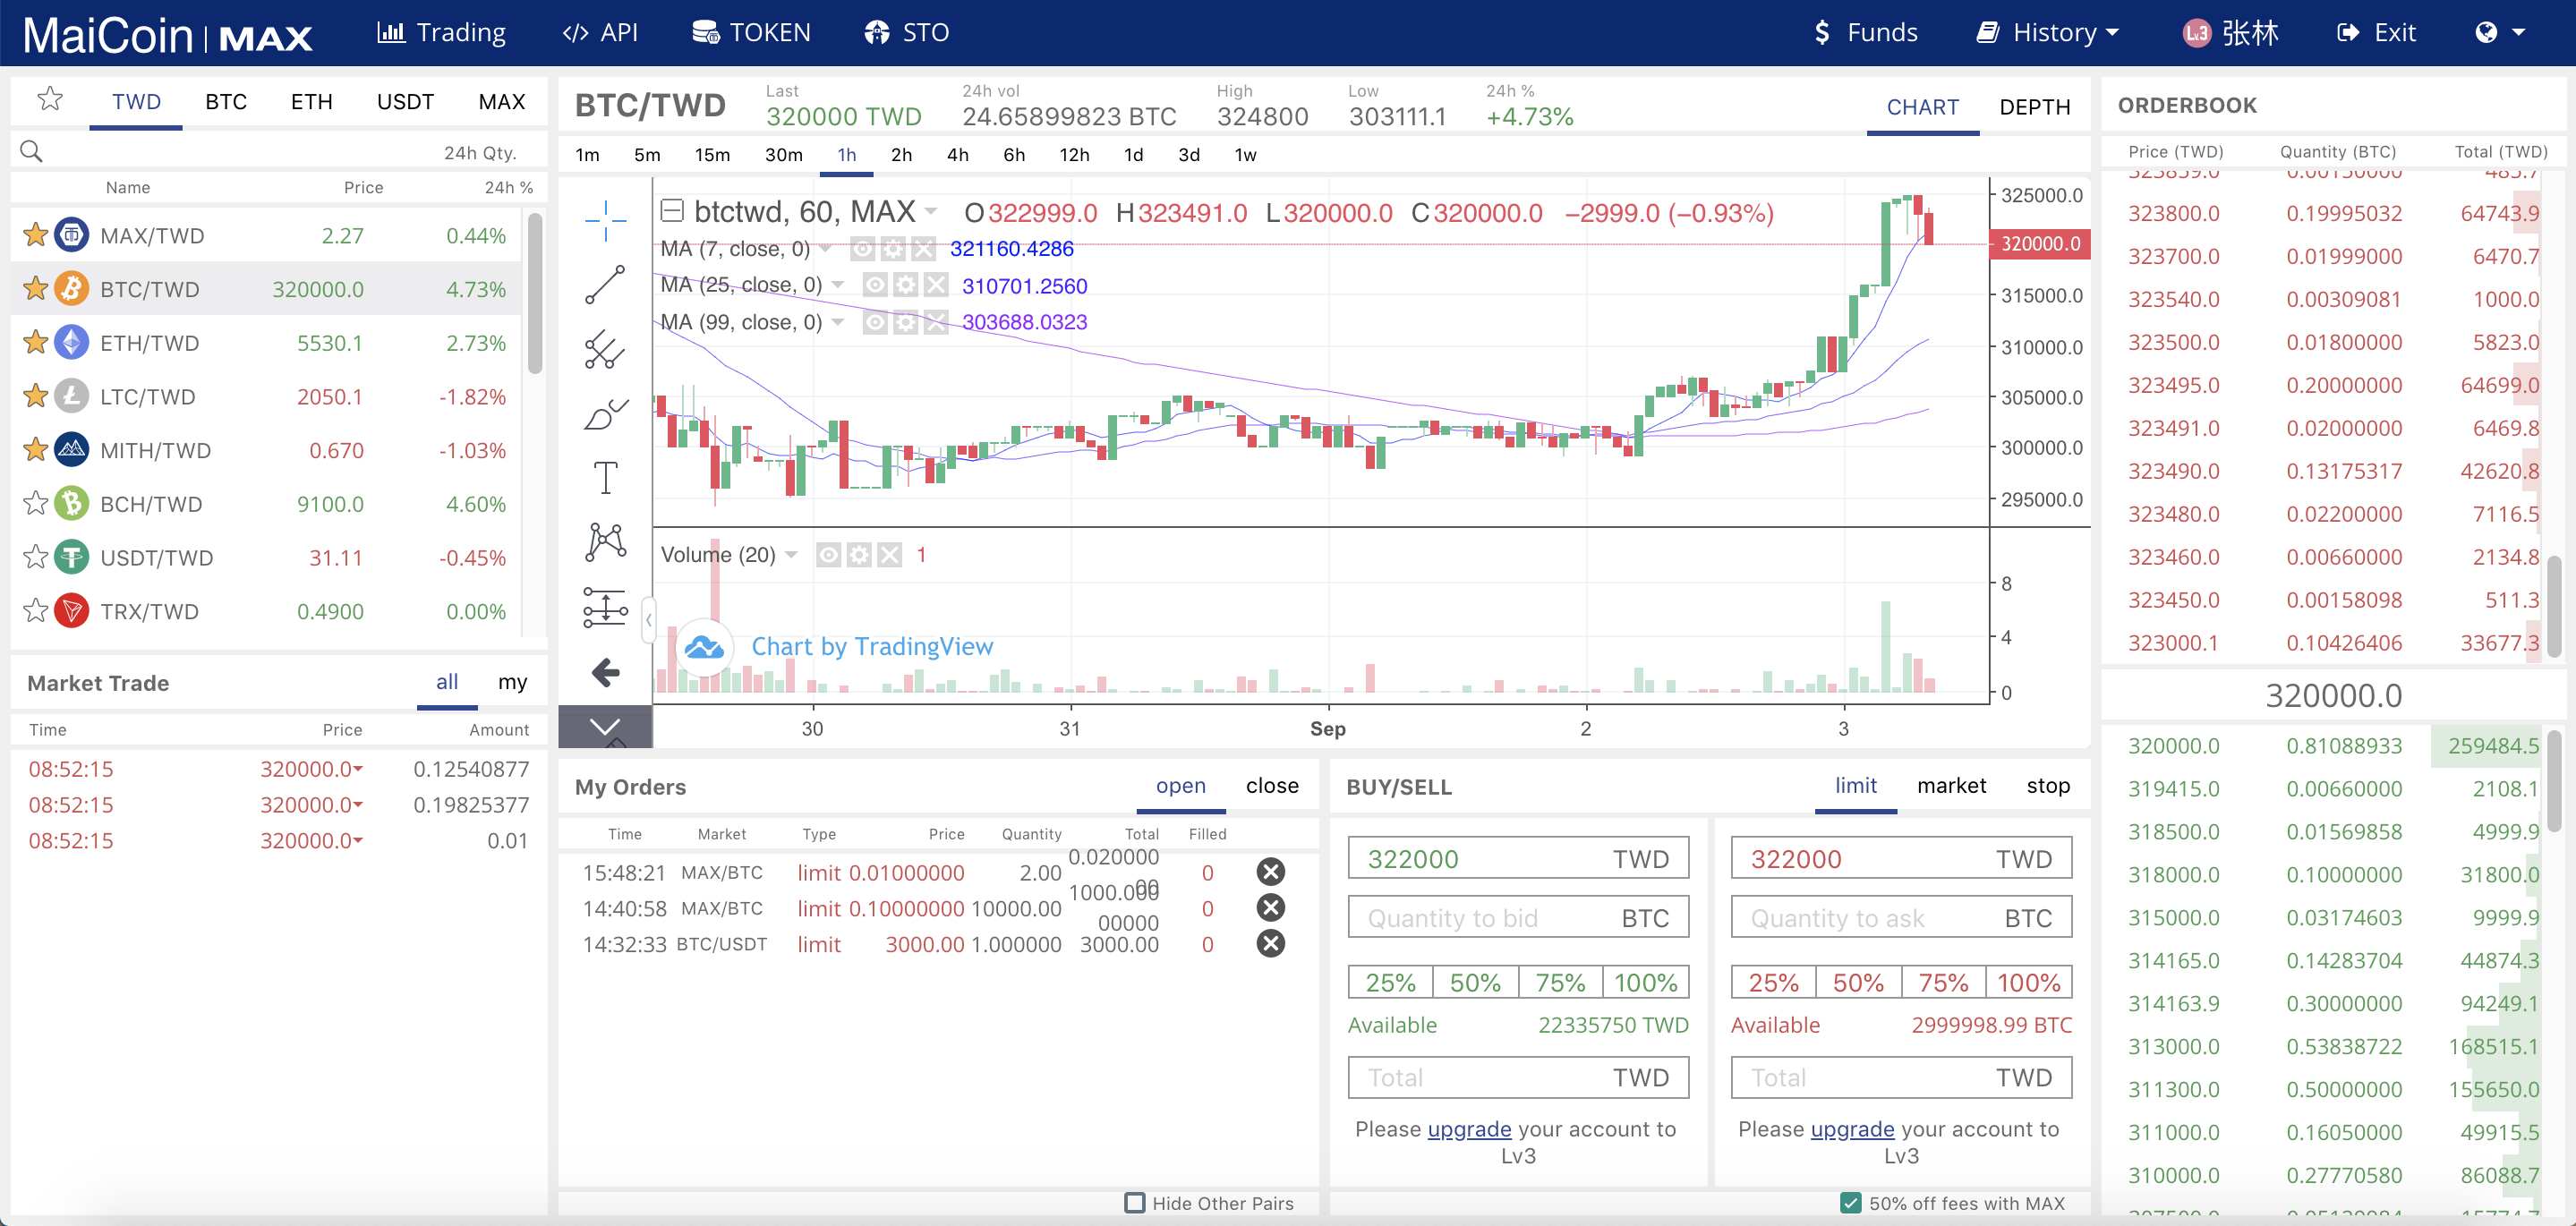 MaiCoin | MAX Trading </> API TOKEN STO $ Funds History Lv3 张林 Exit
TWD BTC ETH USDT MAX
24h Qty.
Name Price 24h %
MAX/TWD 2.27 0.44%
BTC/TWD 320000.0 4.73%
ETH/TWD 5530.1 2.73%
LTC/TWD 2050.1 -1.82%
MITH/TWD 0.670 -1.03%
BCH/TWD 9100.0 4.60%
USDT/TWD 31.11 -0.45%
TRX/TWD 0.4900 0.00%
Market Trade all my
Time Price Amount
08:52:15 320000.0 0.12540877
08:52:15 320000.0 0.19825377
08:52:15 320000.0 0.01
BTC/TWD
Last 24h vol High Low 24h %
320000 TWD 24.65899823 BTC 324800 303111.1 +4.73%
CHART DEPTH
1m 5m 15m 30m 1h 2h 4h 6h 12h 1d 3d 1w
btctwd, 60, MAX O322999.0 H323491.0 L320000.0 C320000.0 −2999.0 (−0.93%)
MA (7, close, 0) 321160.4286
MA (25, close, 0) 310701.2560
MA (99, close, 0) 303688.0323
325000.0
320000.0
315000.0
310000.0
305000.0
300000.0
295000.0
Volume (20) 1
8
4
0
Chart by TradingView
30 31 Sep 2 3
My Orders open close
Time Market Type Price Quantity Total Filled
15:48:21 MAX/BTC limit 0.01000000 2.00 0.02000000 0
14:40:58 MAX/BTC limit 0.10000000 10000.00 1000.00000000 0
14:32:33 BTC/USDT limit 3000.00 1.000000 3000.00 0
Hide Other Pairs
BUY/SELL limit market stop
322000 TWD
Quantity to bid BTC
25% 50% 75% 100%
Available 22335750 TWD
Total TWD
Please upgrade your account to
Lv3
322000 TWD
Quantity to ask BTC
25% 50% 75% 100%
Available 2999998.99 BTC
Total TWD
Please upgrade your account to
Lv3
50% off fees with MAX
ORDERBOOK
Price (TWD) Quantity (BTC) Total (TWD)
323800.0 0.19995032 64743.9
323700.0 0.01999000 6470.7
323540.0 0.00309081 1000.0
323500.0 0.01800000 5823.0
323495.0 0.20000000 64699.0
323491.0 0.02000000 6469.8
323490.0 0.13175317 42620.8
323480.0 0.02200000 7116.5
323460.0 0.00660000 2134.8
323450.0 0.00158098 511.3
323000.1 0.10426406 33677.3
320000.0
320000.0 0.81088933 259484.5
319415.0 0.00660000 2108.1
318500.0 0.01569858 4999.9
318000.0 0.10000000 31800.0
315000.0 0.03174603 9999.9
314165.0 0.14283704 44874.3
314163.9 0.30000000 94249.1
313000.0 0.53838722 168515.1
311300.0 0.50000000 155650.0
311000.0 0.16050000 49915.5
310000.0 0.27770580 86088.7